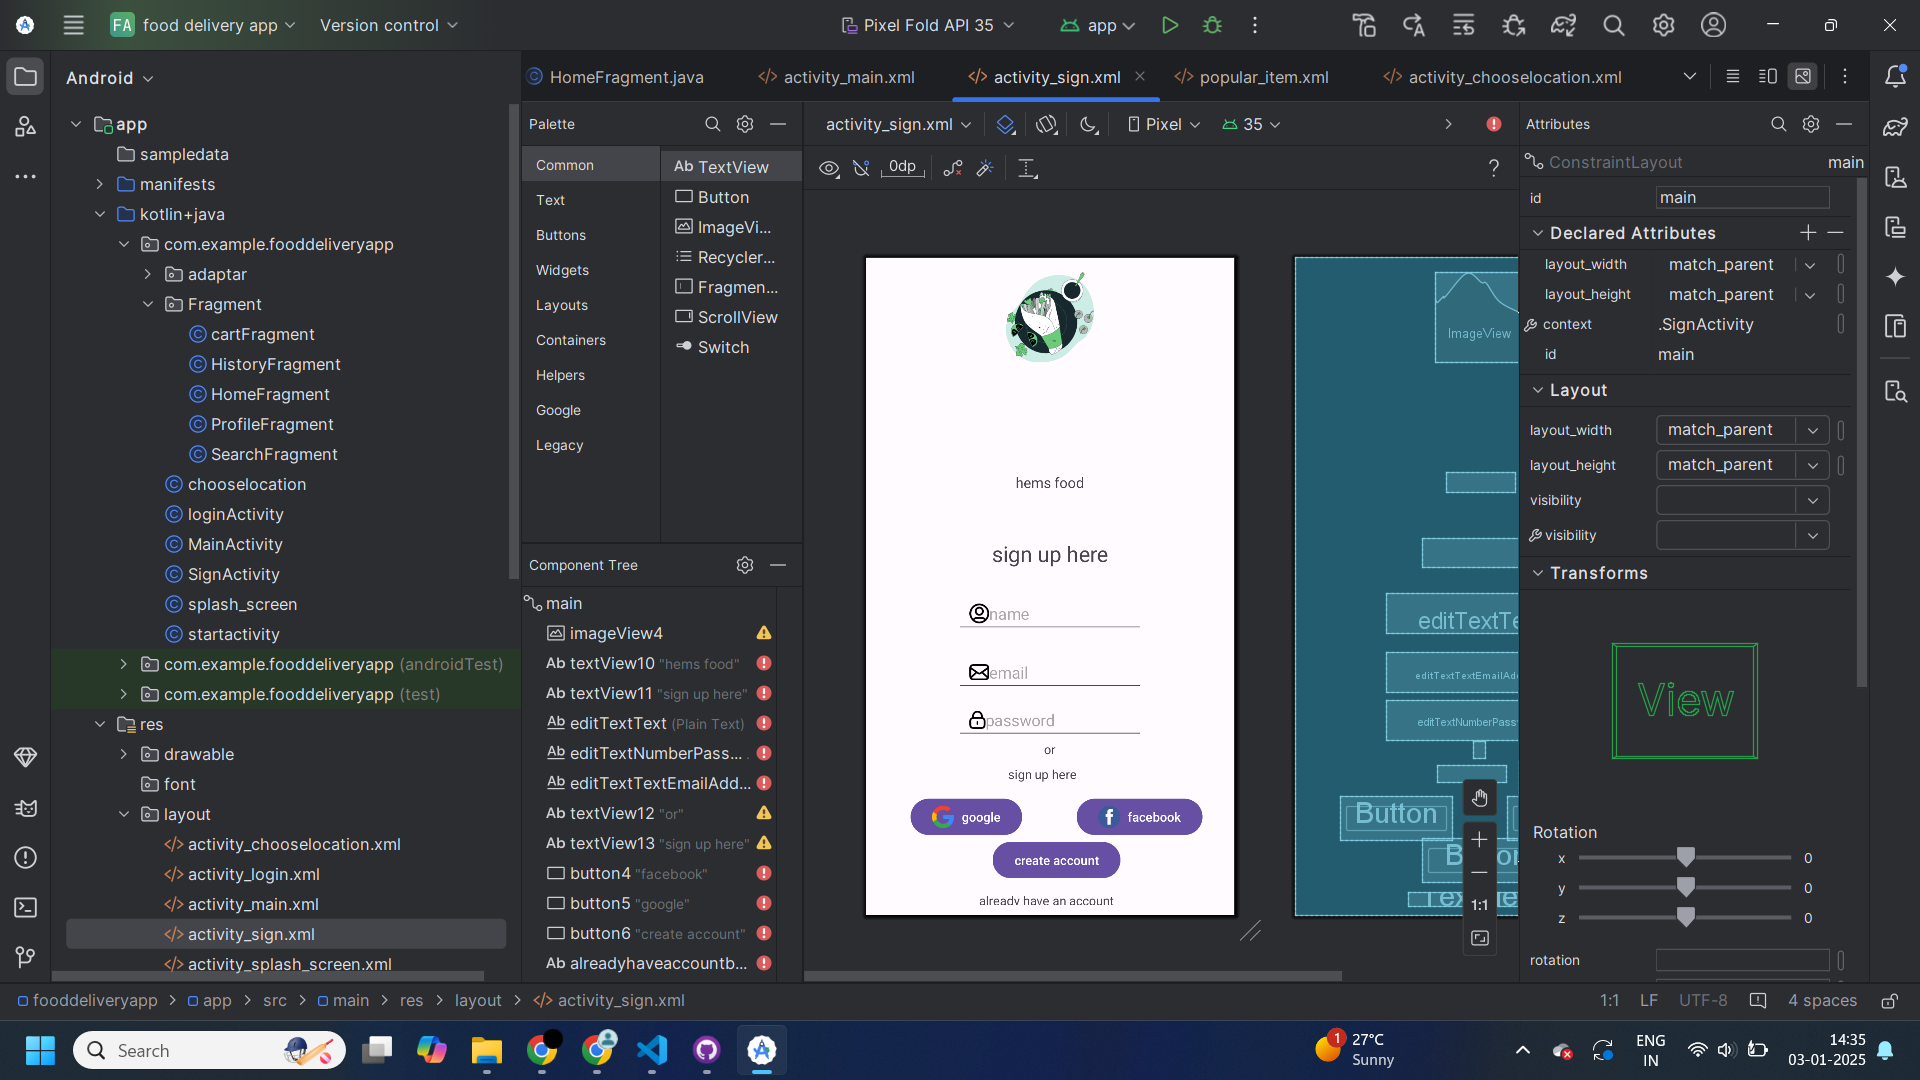 FA food delivery app
Version control
Pixel Fold API 35
app
Android
HomeFragment.java
activity_main.xml
activity_sign.xml
popular_item.xml
activity_chooselocation.xml
app
sampledata
manifests
kotlin+java
com.example.fooddeliveryapp
adaptar
Fragment
cartFragment
HistoryFragment
HomeFragment
ProfileFragment
SearchFragment
chooselocation
loginActivity
MainActivity
SignActivity
splash_screen
startactivity
com.example.fooddeliveryapp (androidTest)
com.example.fooddeliveryapp (test)
res
drawable
font
layout
activity_chooselocation.xml
activity_login.xml
activity_main.xml
activity_sign.xml
activity_splash_screen.xml
Palette
Common
Text
Buttons
Widgets
Layouts
Containers
Helpers
Google
Legacy
Ab TextView
Button
ImageVi...
Recycler...
Fragmen...
ScrollView
Switch
Component Tree
main
imageView4
Ab textView10 "hems food"
Ab textView11 "sign up here"
Ab editTextText (Plain Text)
Ab editTextNumberPassw...
Ab editTextTextEmailAdd...
Ab textView12 "or"
Ab textView13 "sign up here"
button4 "facebook"
button5 "google"
button6 "create account"
Ab alreadyhaveaccountb...
activity_sign.xml
Pixel
35
0dp
?
hems food
sign up here
name
email
password
or
sign up here
google
facebook
create account
already have an account
ImageView
editTextTe
editTextTextEmailAdd
editTextNumberPassw
Button
Button
TextView
1:1
Attributes
ConstraintLayout
main
id
main
Declared Attributes
layout_width
match_parent
layout_height
match_parent
context
.SignActivity
id
main
Layout
layout_width
match_parent
layout_height
match_parent
visibility
visibility
Transforms
View
Rotation
x 0
y 0
z 0
rotation
fooddeliveryapp > app > src > main > res > layout > activity_sign.xml
1:1
LF
UTF-8
4 spaces
Search
1
27°C
Sunny
ENG
IN
14:35
03-01-2025